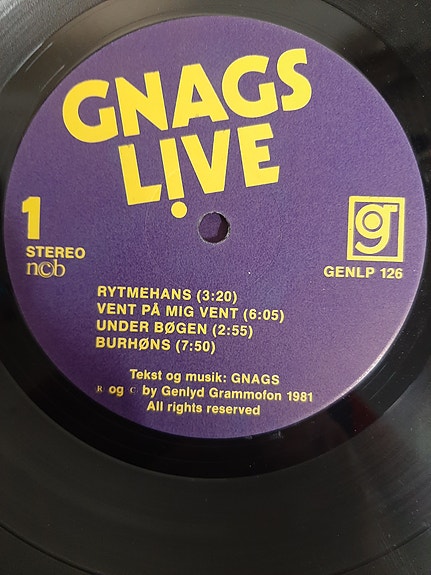 GNAGS
LIVE
1
STEREO
ncb
GENLP 126
RYTMEHANS (3:20)
VENT PÅ MIG VENT (6:05)
UNDER BØGEN (2:55)
BURHØNS (7:50)
Tekst og musik: GNAGS
R og C by Genlyd Grammofon 1981
All rights reserved